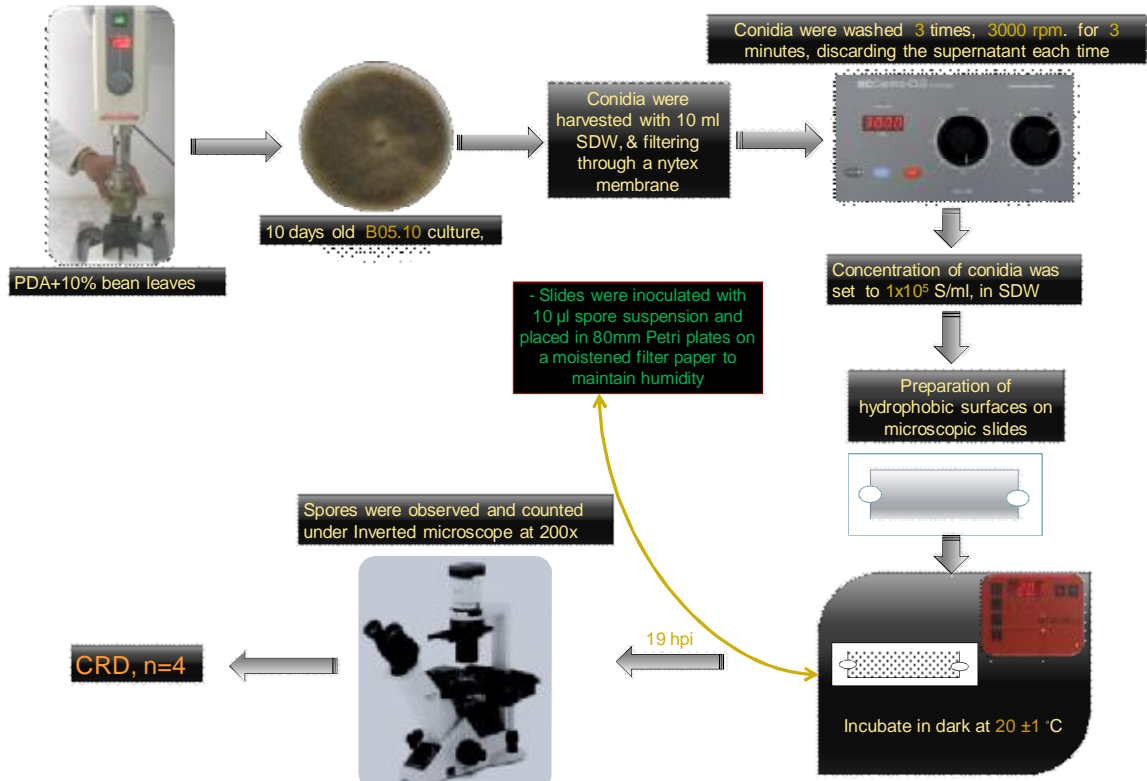 PDA+10% bean leaves
10 days old B05.10 culture,
Conidia were
harvested with 10 ml
SDW, & filtering
through a nytex
membrane
Conidia were washed 3 times, 3000 rpm. for 3
minutes, discarding the supernatant each time
3000
Concentration of conidia was
set to 1x10⁵ S/ml, in SDW
Preparation of
hydrophobic surfaces on
microscopic slides
- Slides were inoculated with
10 µl spore suspension and
placed in 80mm Petri plates on
a moistened filter paper to
maintain humidity
Incubate in dark at 20 ±1 °C
19 hpi
Spores were observed and counted
under Inverted microscope at 200x
CRD, n=4